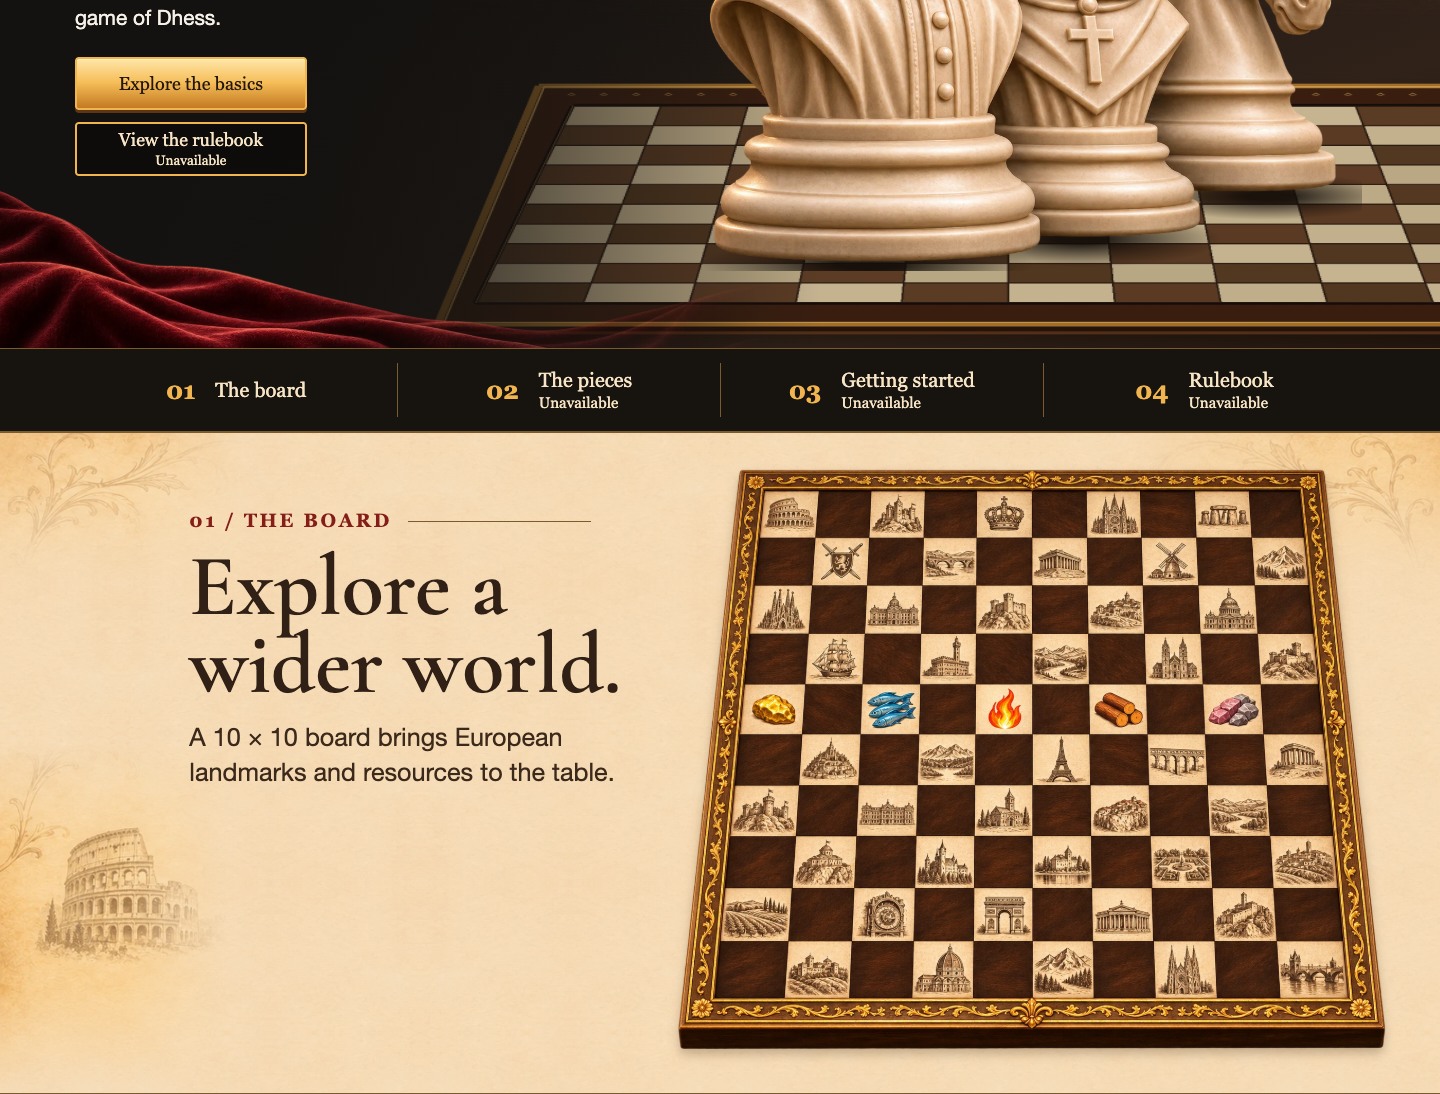 game of Dhess.
Explore the basics
View the rulebook
Unavailable
01 The board
02 The pieces
Unavailable
03 Getting started
Unavailable
04 Rulebook
Unavailable
01 / THE BOARD
Explore a
wider world.
A 10 × 10 board brings European
landmarks and resources to the table.